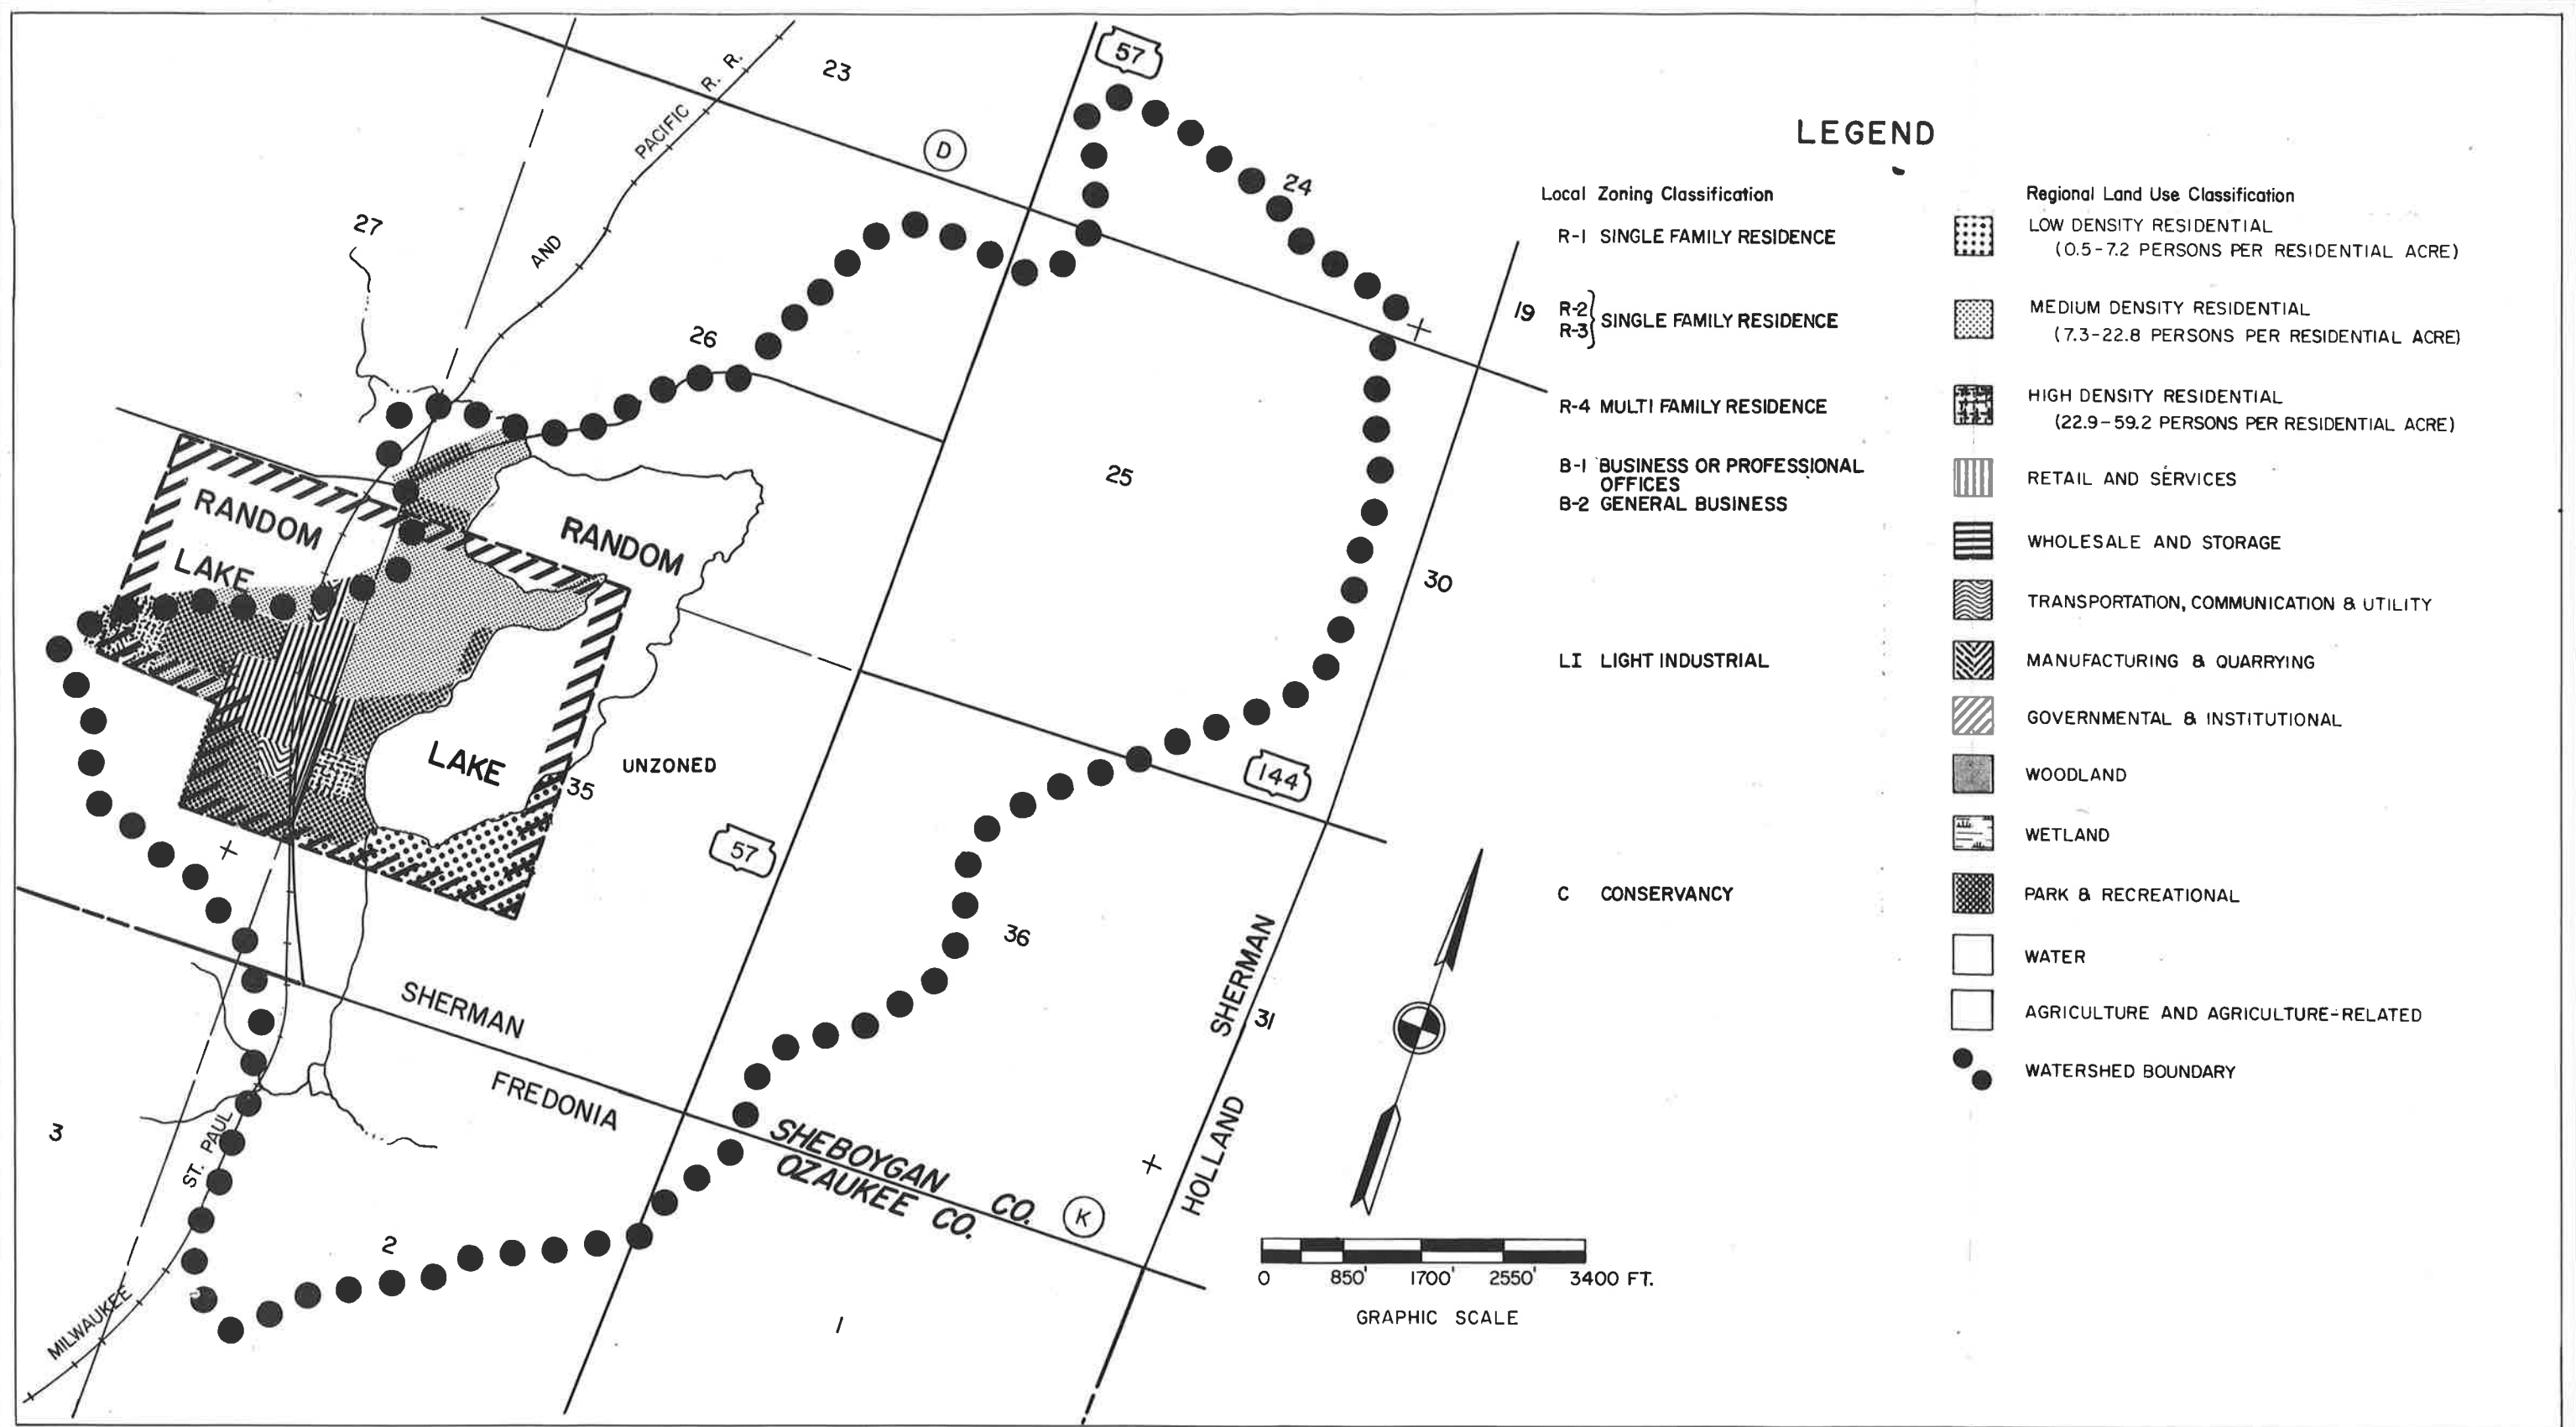 57
23
PACIFIC R. R.
D
24
27
AND
26
25
19
30
RANDOM
LAKE
RANDOM
LAKE
35
UNZONED
57
144
36
SHERMAN
FREDONIA
SHERMAN
HOLLAND
31
3
ST. PAUL
MILWAUKEE
2
1
SHEBOYGAN CO.
OZAUKEE CO.
K
0 850' 1700' 2550' 3400 FT.
GRAPHIC SCALE
LEGEND
Local Zoning Classification
R-1 SINGLE FAMILY RESIDENCE
R-2
R-3
SINGLE FAMILY RESIDENCE
R-4 MULTI FAMILY RESIDENCE
B-1 BUSINESS OR PROFESSIONAL
OFFICES
B-2 GENERAL BUSINESS
LI LIGHT INDUSTRIAL
C CONSERVANCY
Regional Land Use Classification
LOW DENSITY RESIDENTIAL
(0.5-7.2 PERSONS PER RESIDENTIAL ACRE)
MEDIUM DENSITY RESIDENTIAL
(7.3-22.8 PERSONS PER RESIDENTIAL ACRE)
HIGH DENSITY RESIDENTIAL
(22.9-59.2 PERSONS PER RESIDENTIAL ACRE)
RETAIL AND SERVICES
WHOLESALE AND STORAGE
TRANSPORTATION, COMMUNICATION & UTILITY
MANUFACTURING & QUARRYING
GOVERNMENTAL & INSTITUTIONAL
WOODLAND
WETLAND
PARK & RECREATIONAL
WATER
AGRICULTURE AND AGRICULTURE-RELATED
WATERSHED BOUNDARY